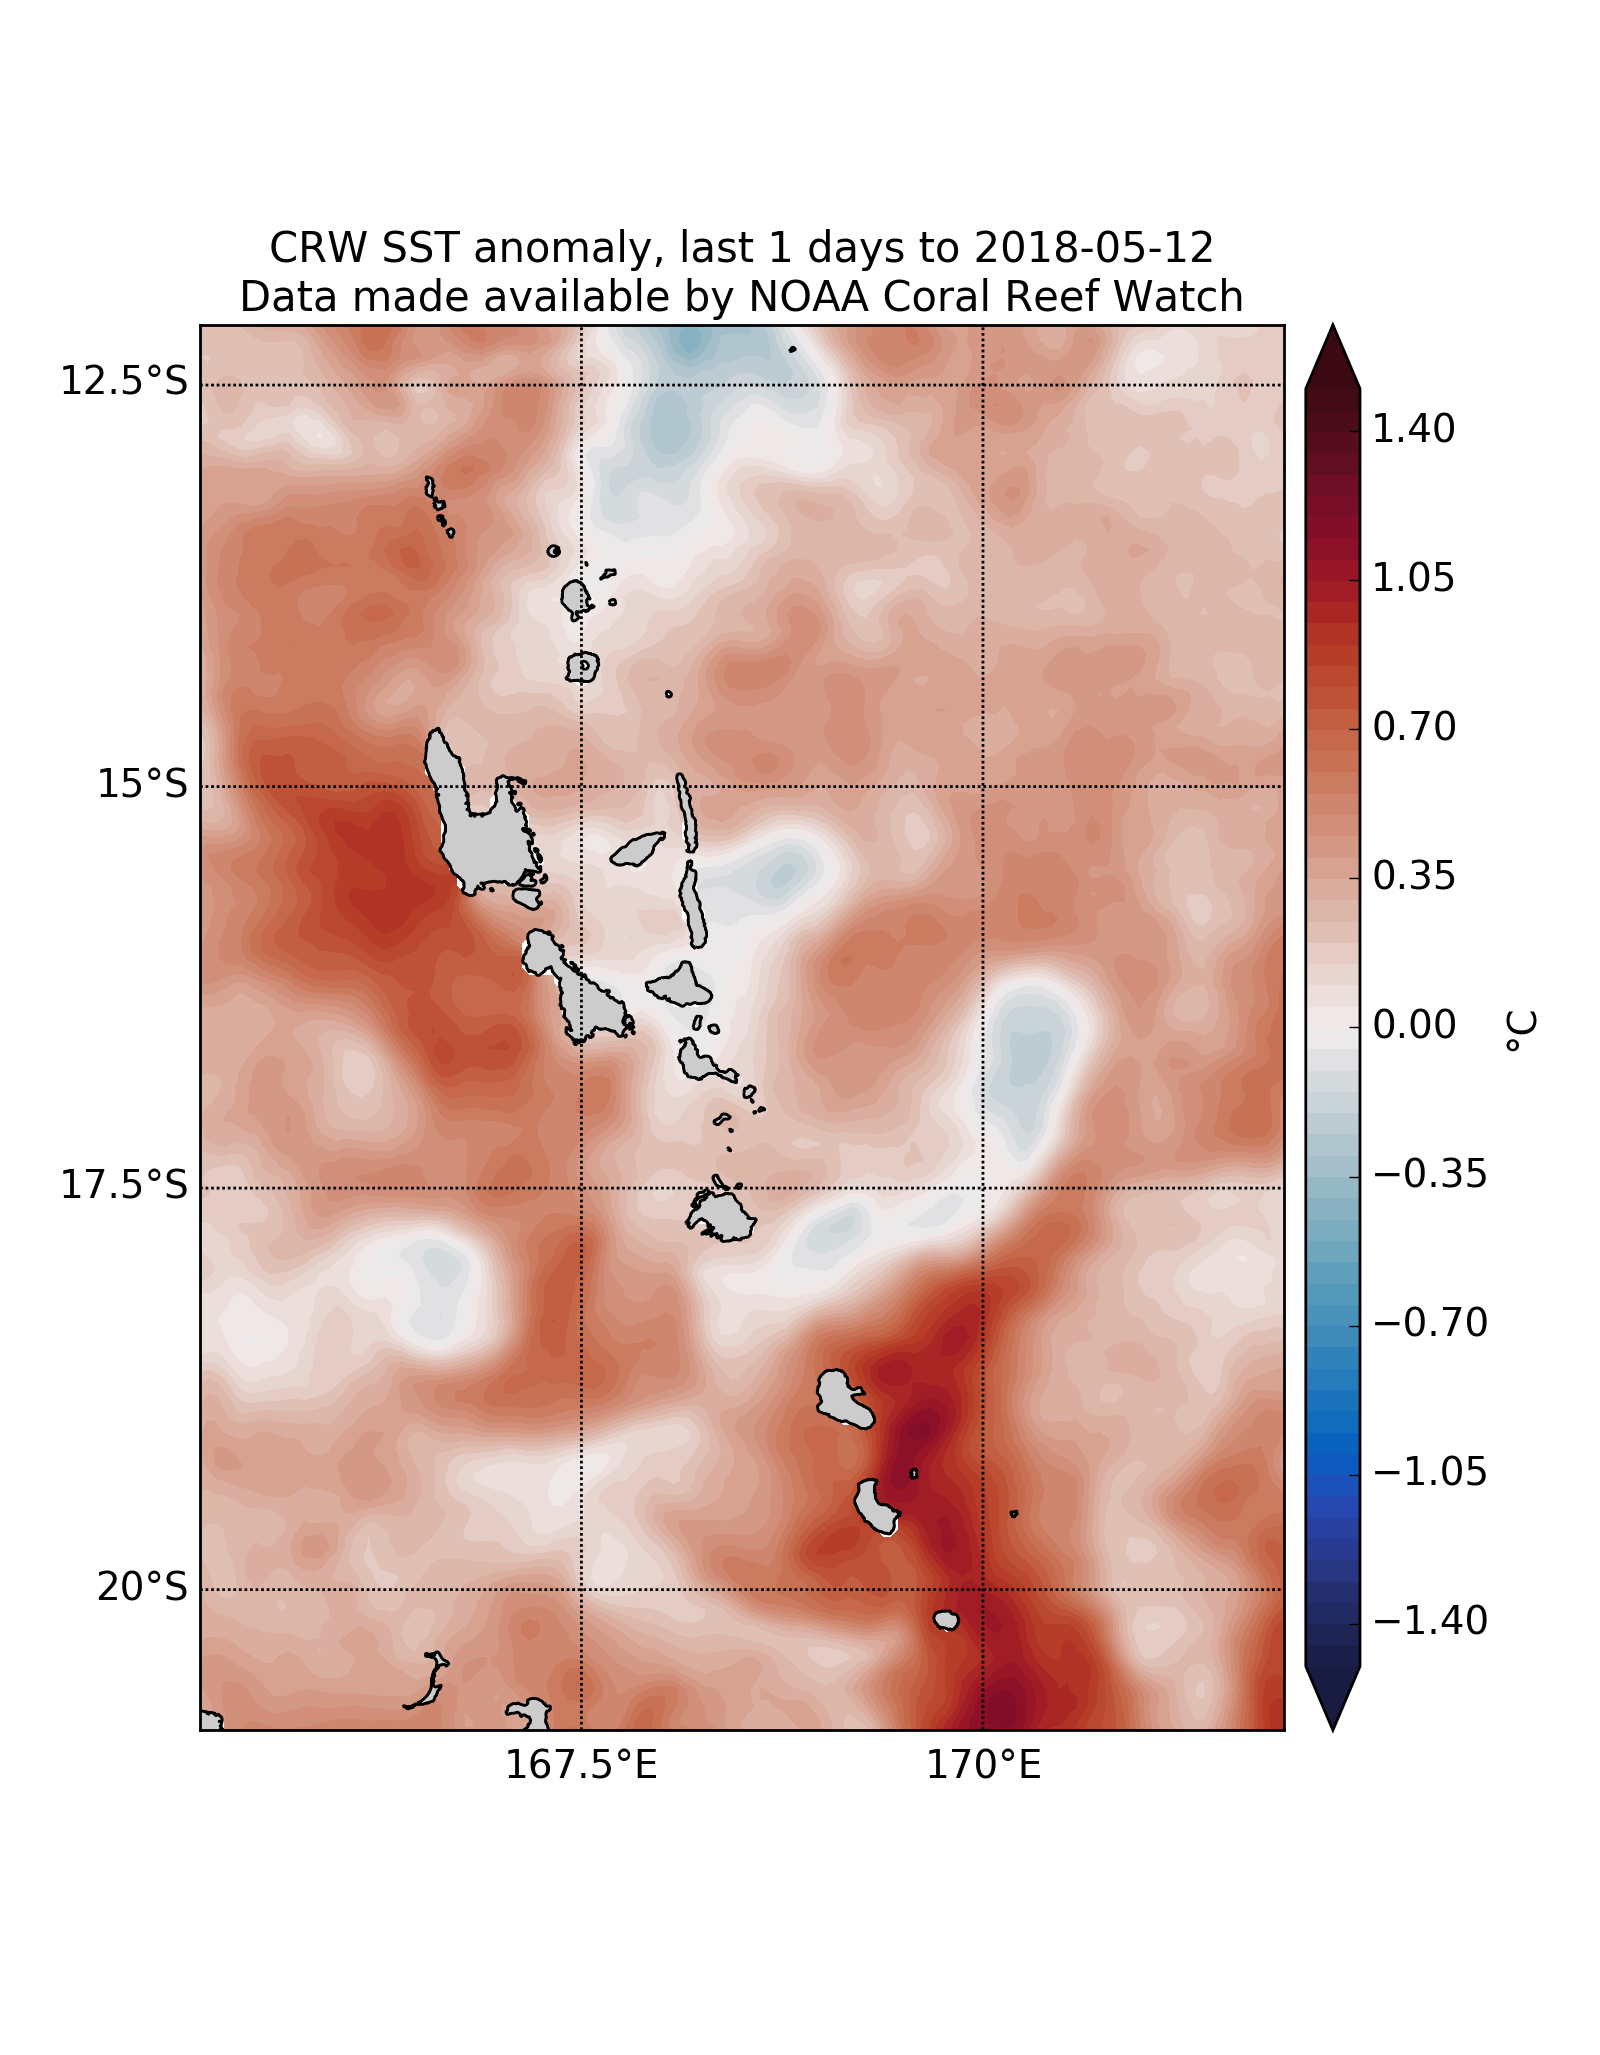 CRW SST anomaly, last 1 days to 2018-05-12
Data made available by NOAA Coral Reef Watch
12.5°S
15°S
17.5°S
20°S
167.5°E
170°E
1.40
1.05
0.70
0.35
0.00
−0.35
−0.70
−1.05
−1.40
°C